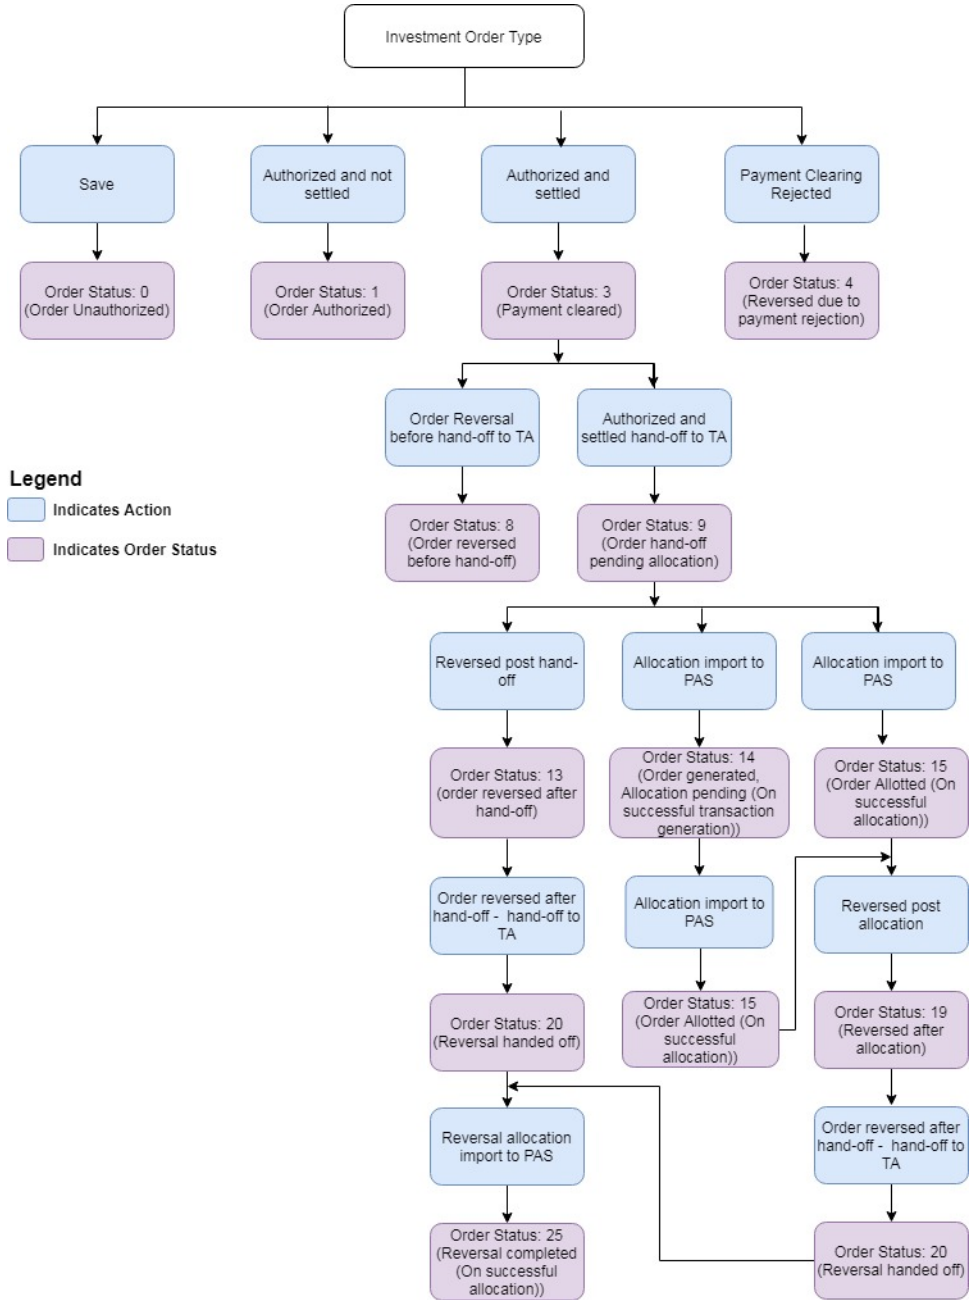 Investment Order Type
Save
Authorized and not
settled
Authorized and
settled
Payment Clearing
Rejected
Order Status: 0
(Order Unauthorized)
Order Status: 1
(Order Authorized)
Order Status: 3
(Payment cleared)
Order Status: 4
(Reversed due to
payment rejection)
Order Reversal
before hand-off to TA
Authorized and
settled hand-off to TA
Legend
Indicates Action
Indicates Order Status
Order Status: 8
(Order reversed
before hand-off)
Order Status: 9
(Order hand-off
pending allocation)
Reversed post hand-
off
Allocation import to
PAS
Allocation import to
PAS
Order Status: 13
(order reversed after
hand-off)
Order Status: 14
(Order generated,
Allocation pending (On
successful transaction
generation))
Order Status: 15
(Order Allotted (On
successful
allocation))
Order reversed after
hand-off - hand-off to
TA
Allocation import to
PAS
Reversed post
allocation
Order Status: 20
(Reversal handed off)
Order Status: 15
(Order Allotted (On
successful
allocation))
Order Status: 19
(Reversed after
allocation)
Reversal allocation
import to PAS
Order reversed after
hand-off - hand-off to
TA
Order Status: 25
(Reversal completed
(On successful
allocation))
Order Status: 20
(Reversal handed off)